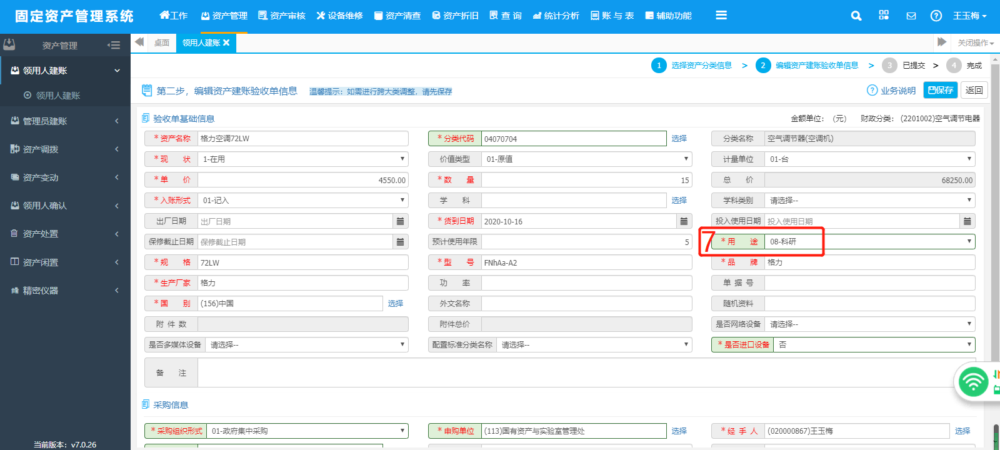 固定资产管理系统 工作 资产管理 资产审核 设备维修 资产清查 资产折旧 查 询 统计分析 账 与 表 辅助功能 王玉梅
资产管理 桌面 领用人建账 关闭操作
领用人建账
领用人建账
管理员建账
资产调拨
资产变动
领用人确认
资产处置
资产闲置
精密仪器
当前版本：v7.0.26
1 选择资产分类信息 > 2 编辑资产建账验收单信息 > 3 已提交 > 4 完成
第二步，编辑资产建账验收单信息 温馨提示：如需进行跨大类调整，请先保存 业务说明 保存 返回
验收单基础信息 金额单位：（元） 财政分类：(2201002)空气调节电器
* 资产名称 格力空调72LW * 分类代码 04070704 选择 分类名称 空气调节器(空调机)
* 现 状 1-在用 价值类型 01-原值 计量单位 01-台
* 单 价 4550.00 * 数 量 15 总 价 68250.00
* 入账形式 01-记入 学 科 选择 学科类别 请选择--
出厂日期 出厂日期 * 货到日期 2020-10-16 投入使用日期 投入使用日期
保修截止日期 保修截止日期 预计使用年限 5 7 * 用 途 08-科研
* 规 格 72LW * 型 号 FNhAa-A2 * 品 牌 格力
* 生产厂家 格力 功 率 单 据 号
* 国 别 (156)中国 选择 外文名称 随机资料
附 件 数 附件总价 是否网络设备 请选择--
是否多媒体设备 请选择-- 配置标准分类名称 请选择-- * 是否进口设备 否
备 注
采购信息
* 采购组织形式 01-政府集中采购 * 申购单位 (113)国有资产与实验室管理处 选择 * 经 手 人 (020000867)王玉梅 选择